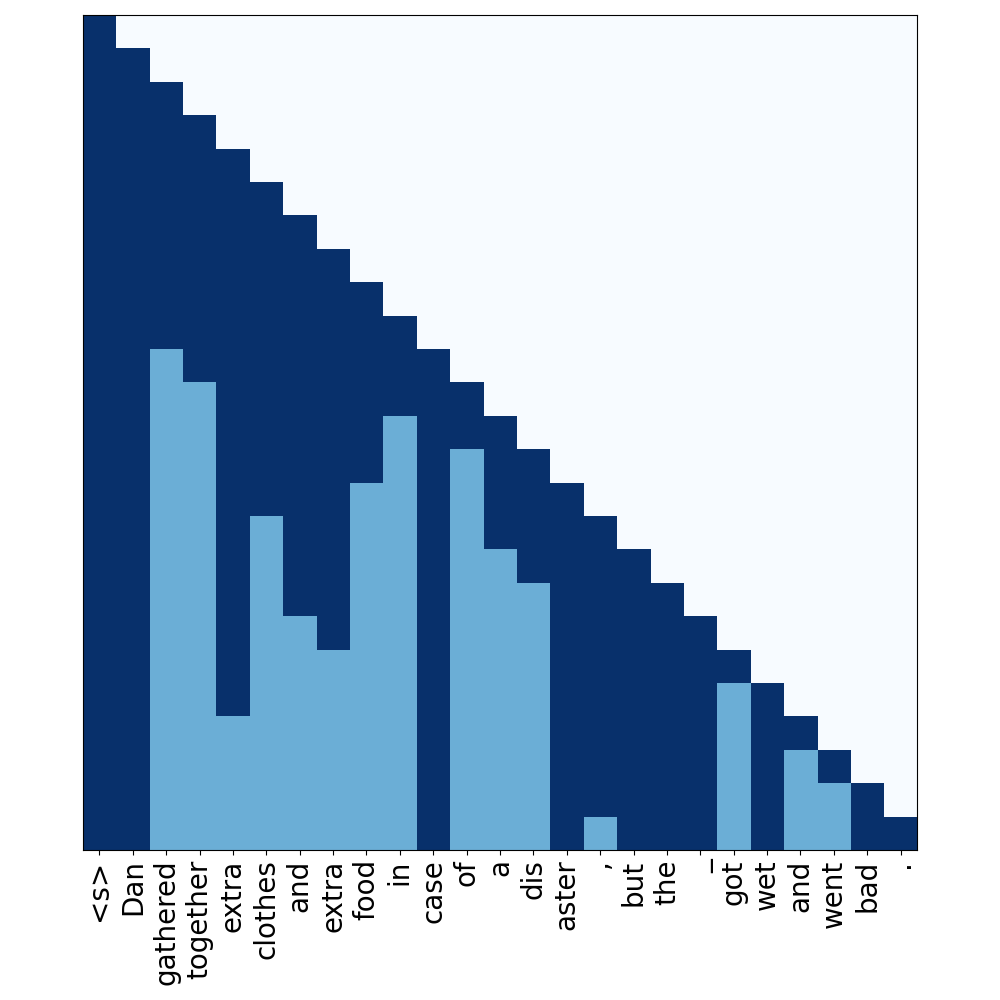 <s> Dan gathered together extra clothes and extra food in case of a dis aster , but the _ got wet and went bad .